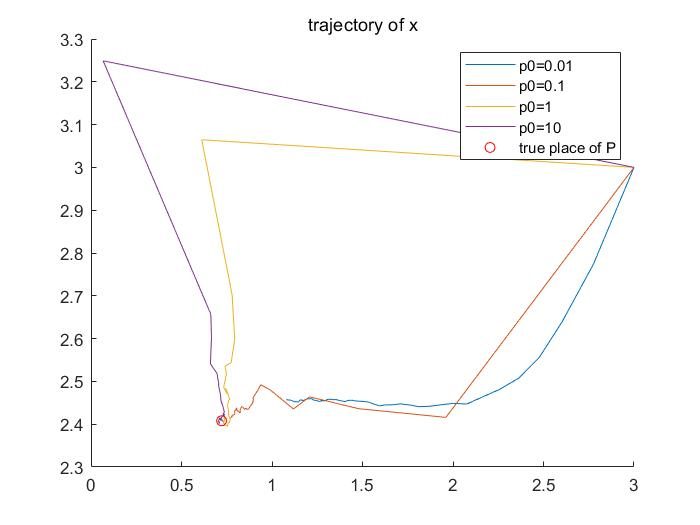 trajectory of x
3.3
3.2
3.1
3
2.9
2.8
2.7
2.6
2.5
2.4
2.3
p0=0.01
p0=0.1
p0=1
p0=10
true place of P
0 0.5 1 1.5 2 2.5 3